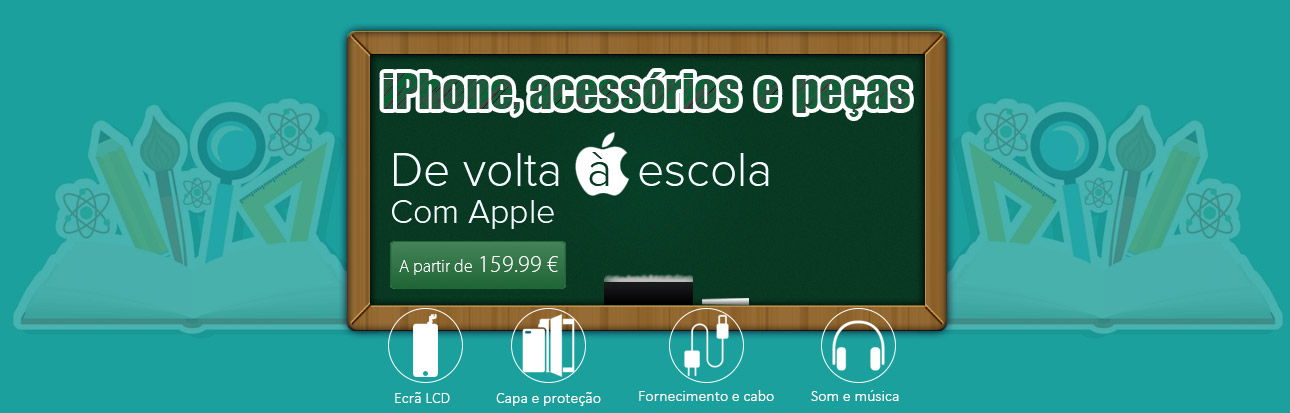 iPhone, acessórios e peças
De volta à escola
Com Apple
A partir de 159.99 €
Ecrã LCD
Capa e proteção
Fornecimento e cabo
Som e música